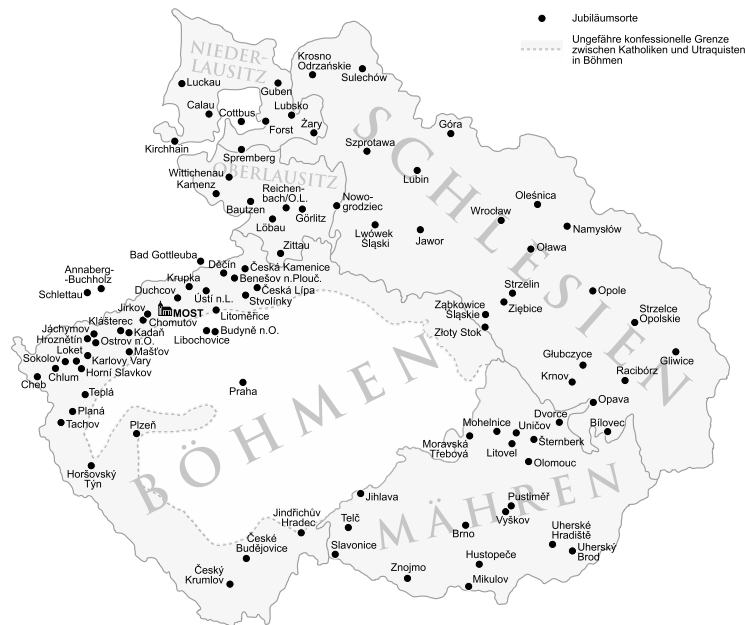 Jubiläumsorte
Ungefähre konfessionelle Grenze
zwischen Katholiken und Utraquisten
in Böhmen
NIEDER-
LAUSITZ
Krosno
Odrzańskie
Sulechów
Luckau
Guben
Calau
Cottbus
Lubsko
Forst
Żary
Góra
Kirchhain
Spremberg
Szprotawa
SCHLESIEN
OBERLAUSITZ
Wittichenau
Kamenz
Lubin
Reichen-
bach/O.L.
Nowo-
grodziec
Oleśnica
Bautzen
Görlitz
Löbau
Wrocław
Namysłów
Lwówek
Śląski
Jawor
Zittau
Oława
Bad Gottleuba
Děčín
Česká Kamenice
Annaberg-
-Buchholz
Krupka
Benešov n.Plouč.
Schlettau
Duchcov
Ústí n.L.
Česká Lípa
Stvolínky
Strzelin
Ziębice
Opole
Jirkov
MOST
Litoměřice
Ząbkowice
Śląskie
Strzelce
Opolskie
Klášterec
Chomutov
Jáchymov
Kadaň
Budyně n.O.
Libochovice
Złoty Stok
Hroznětín
Ostrov n.O.
Loket
Mašťov
Sokolov
Karlovy Vary
Głubczyce
Gliwice
Chlum
Horní Slavkov
Cheb
Krnov
Racibórz
Teplá
Praha
BÖHMEN
Planá
Tachov
Plzeň
Opava
Dvorce
Bílovec
Mohelnice
Uničov
Moravská
Třebová
Šternberk
Litovel
Olomouc
Horšovský
Týn
MÄHREN
Jihlava
Pustiměř
Vyškov
Jindřichův
Hradec
Telč
Brno
Uherské
Hradiště
České
Budějovice
Slavonice
Uherský
Brod
Hustopeče
Český
Krumlov
Znojmo
Mikulov